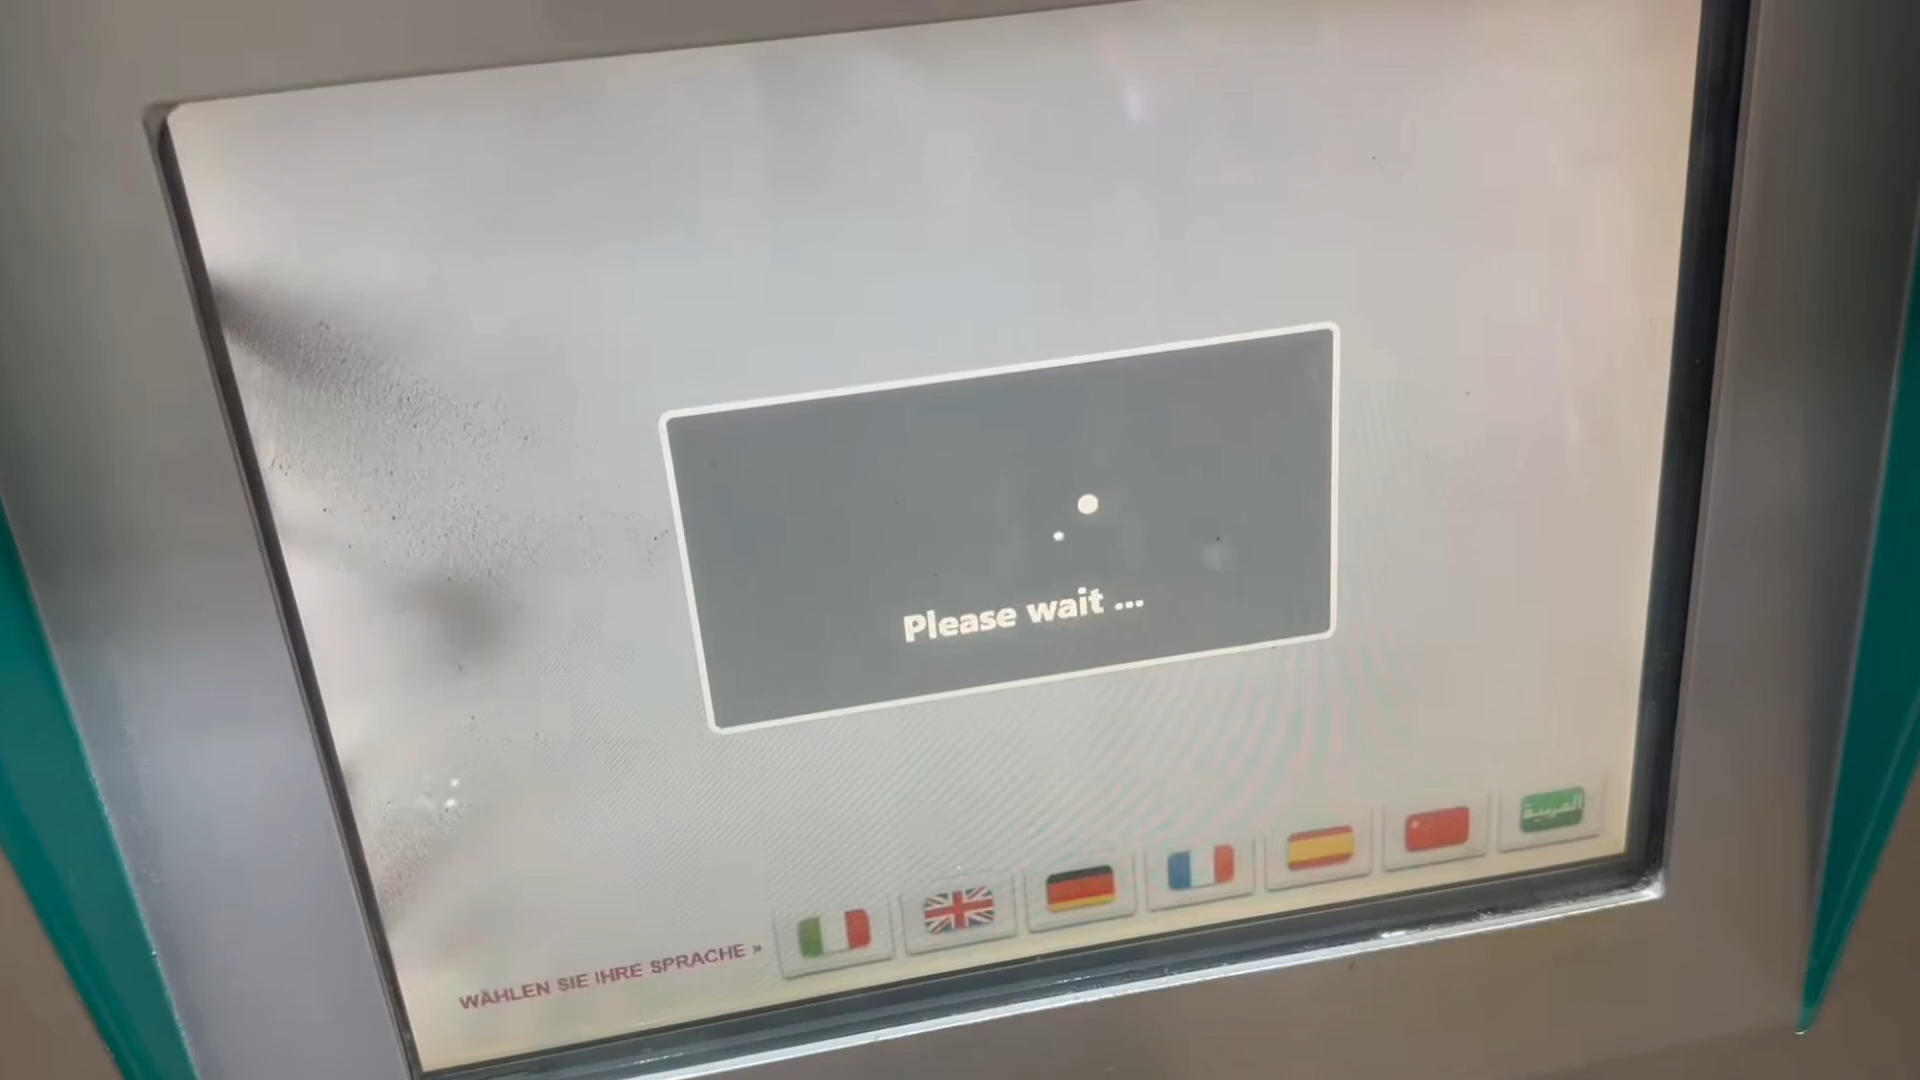 Please wait ...
WÄHLEN SIE IHRE SPRACHE »
العربية